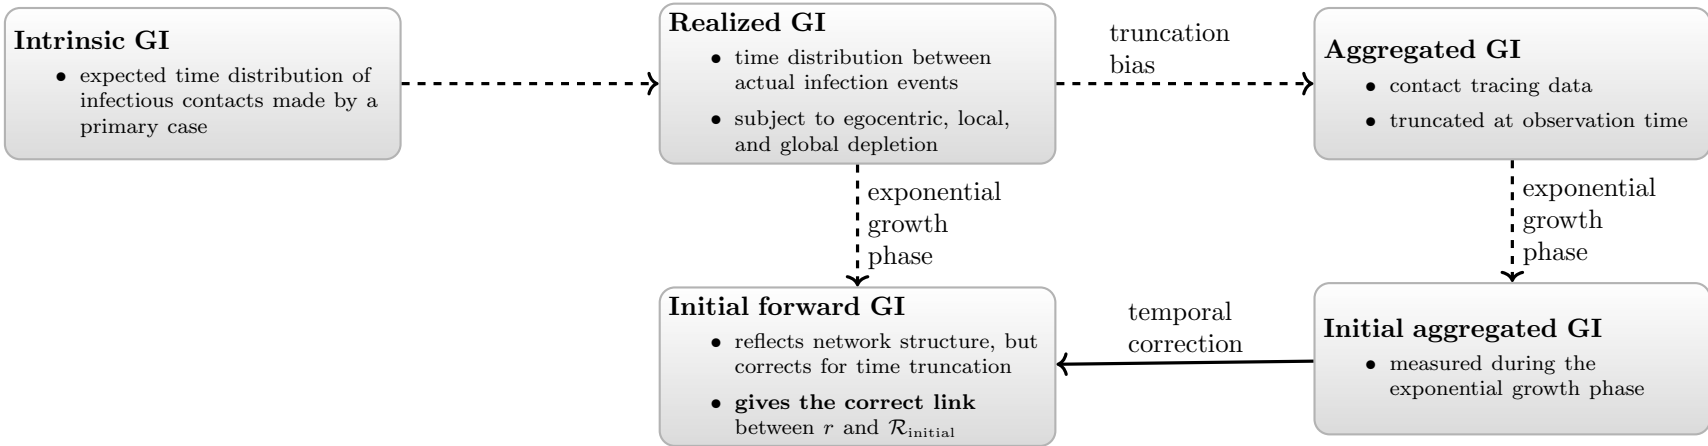 Intrinsic GI
• expected time distribution of
infectious contacts made by a
primary case
Realized GI
• time distribution between
actual infection events
• subject to egocentric, local,
and global depletion
truncation
bias
Aggregated GI
• contact tracing data
• truncated at observation time
exponential
growth
phase
exponential
growth
phase
Initial forward GI
• reflects network structure, but
corrects for time truncation
• gives the correct link
between r and ℛinitial
temporal
correction
Initial aggregated GI
• measured during the
exponential growth phase